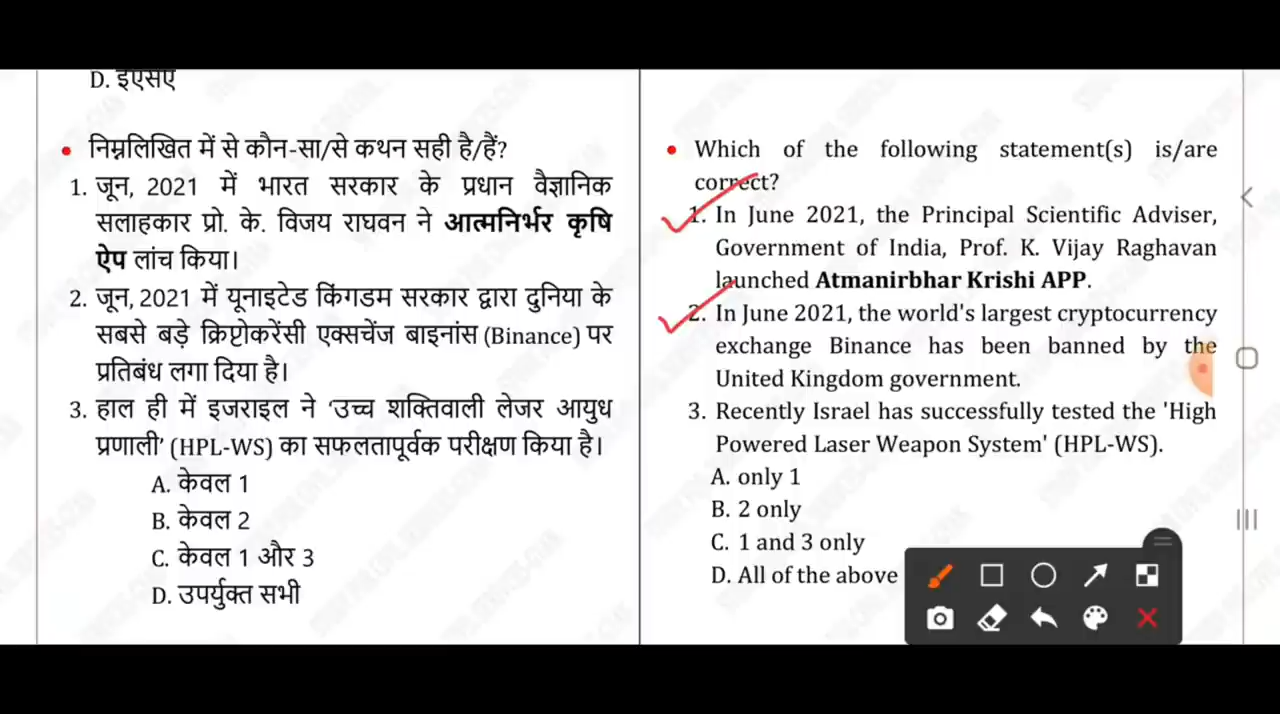 D. इएसए
• निम्नलिखित में से कौन-सा/से कथन सही है/हैं?
1. जून, 2021 में भारत सरकार के प्रधान वैज्ञानिक
सलाहकार प्रो. के. विजय राघवन ने आत्मनिर्भर कृषि
ऐप लांच किया।
2. जून, 2021 में यूनाइटेड किंगडम सरकार द्वारा दुनिया के
सबसे बड़े क्रिप्टोकरेंसी एक्सचेंज बाइनांस (Binance) पर
प्रतिबंध लगा दिया है।
3. हाल ही में इजराइल ने ‘उच्च शक्तिवाली लेजर आयुध
प्रणाली’ (HPL-WS) का सफलतापूर्वक परीक्षण किया है।
A. केवल 1
B. केवल 2
C. केवल 1 और 3
D. उपर्युक्त सभी
• Which of the following statement(s) is/are
correct?
1. In June 2021, the Principal Scientific Adviser,
Government of India, Prof. K. Vijay Raghavan
launched Atmanirbhar Krishi APP.
2. In June 2021, the world's largest cryptocurrency
exchange Binance has been banned by the
United Kingdom government.
3. Recently Israel has successfully tested the 'High
Powered Laser Weapon System' (HPL-WS).
A. only 1
B. 2 only
C. 1 and 3 only
D. All of the above